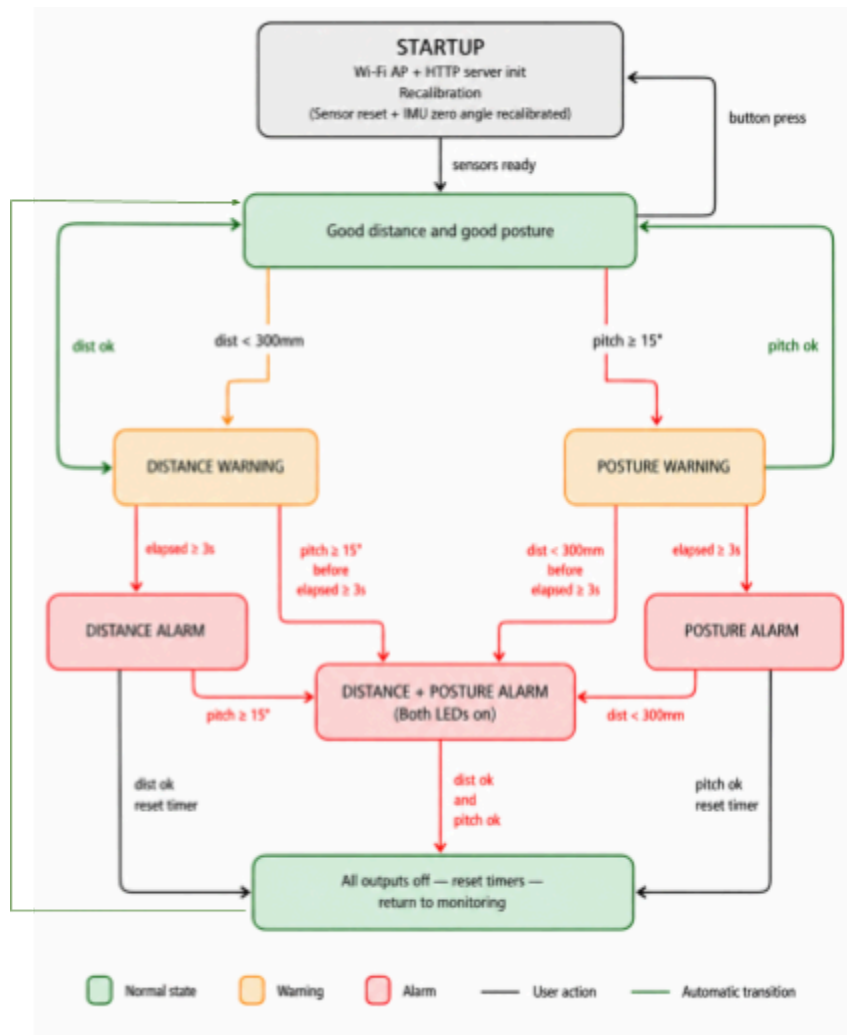 STARTUP
Wi-Fi AP + HTTP server init
Recalibration
(Sensor reset + IMU zero angle recalibrated)
button press
sensors ready
Good distance and good posture
dist ok
dist < 300mm
pitch ≥ 15°
pitch ok
DISTANCE WARNING
POSTURE WARNING
elapsed ≥ 3s
pitch ≥ 15°
before
elapsed ≥ 3s
dist < 300mm
before
elapsed ≥ 3s
elapsed ≥ 3s
DISTANCE ALARM
POSTURE ALARM
DISTANCE + POSTURE ALARM
(Both LEDs on)
pitch ≥ 15°
dist < 300mm
dist ok
reset timer
dist ok
and
pitch ok
pitch ok
reset timer
All outputs off — reset timers —
return to monitoring
Normal state
Warning
Alarm
User action
Automatic transition